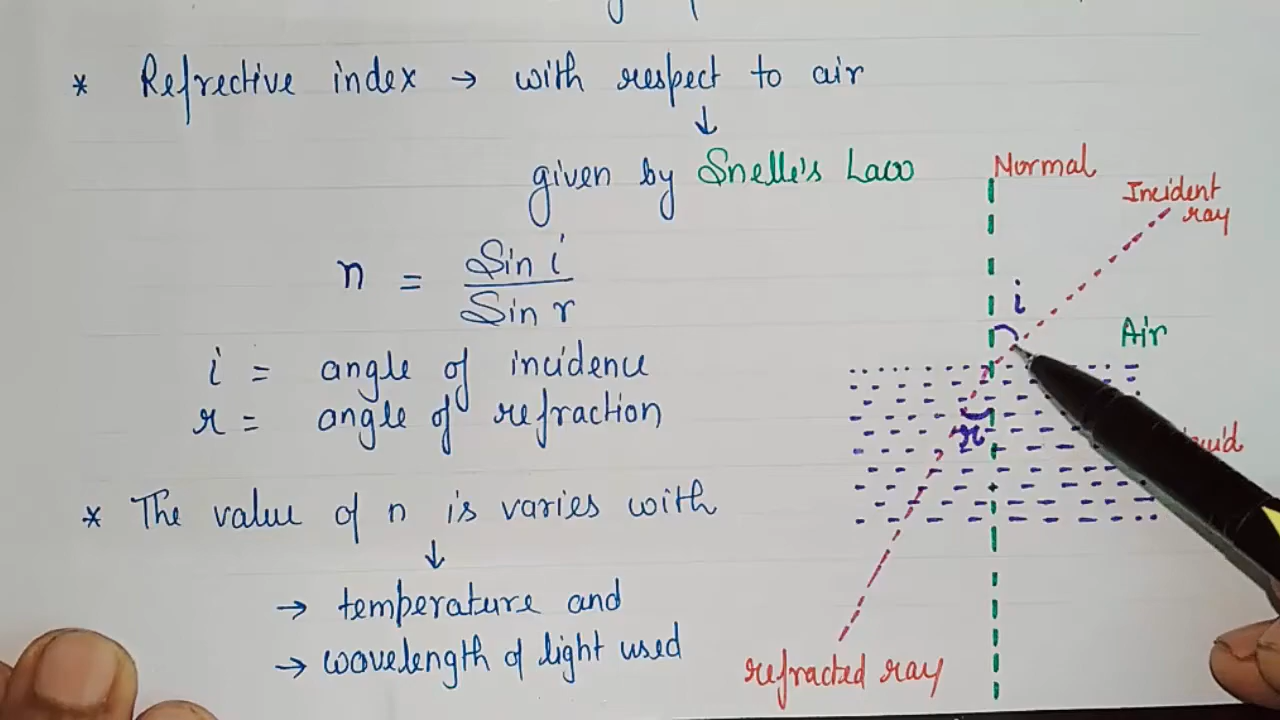 * Refrective index → with respect to air
↓
given by Snelle's Law
n = Sin i / Sin r
i = angle of incidence
r = angle of refraction
* The value of n is varies with
↓
→ temperature and
→ wavelength of light used
Normal
Incident
ray
i
Air
r
refracted ray